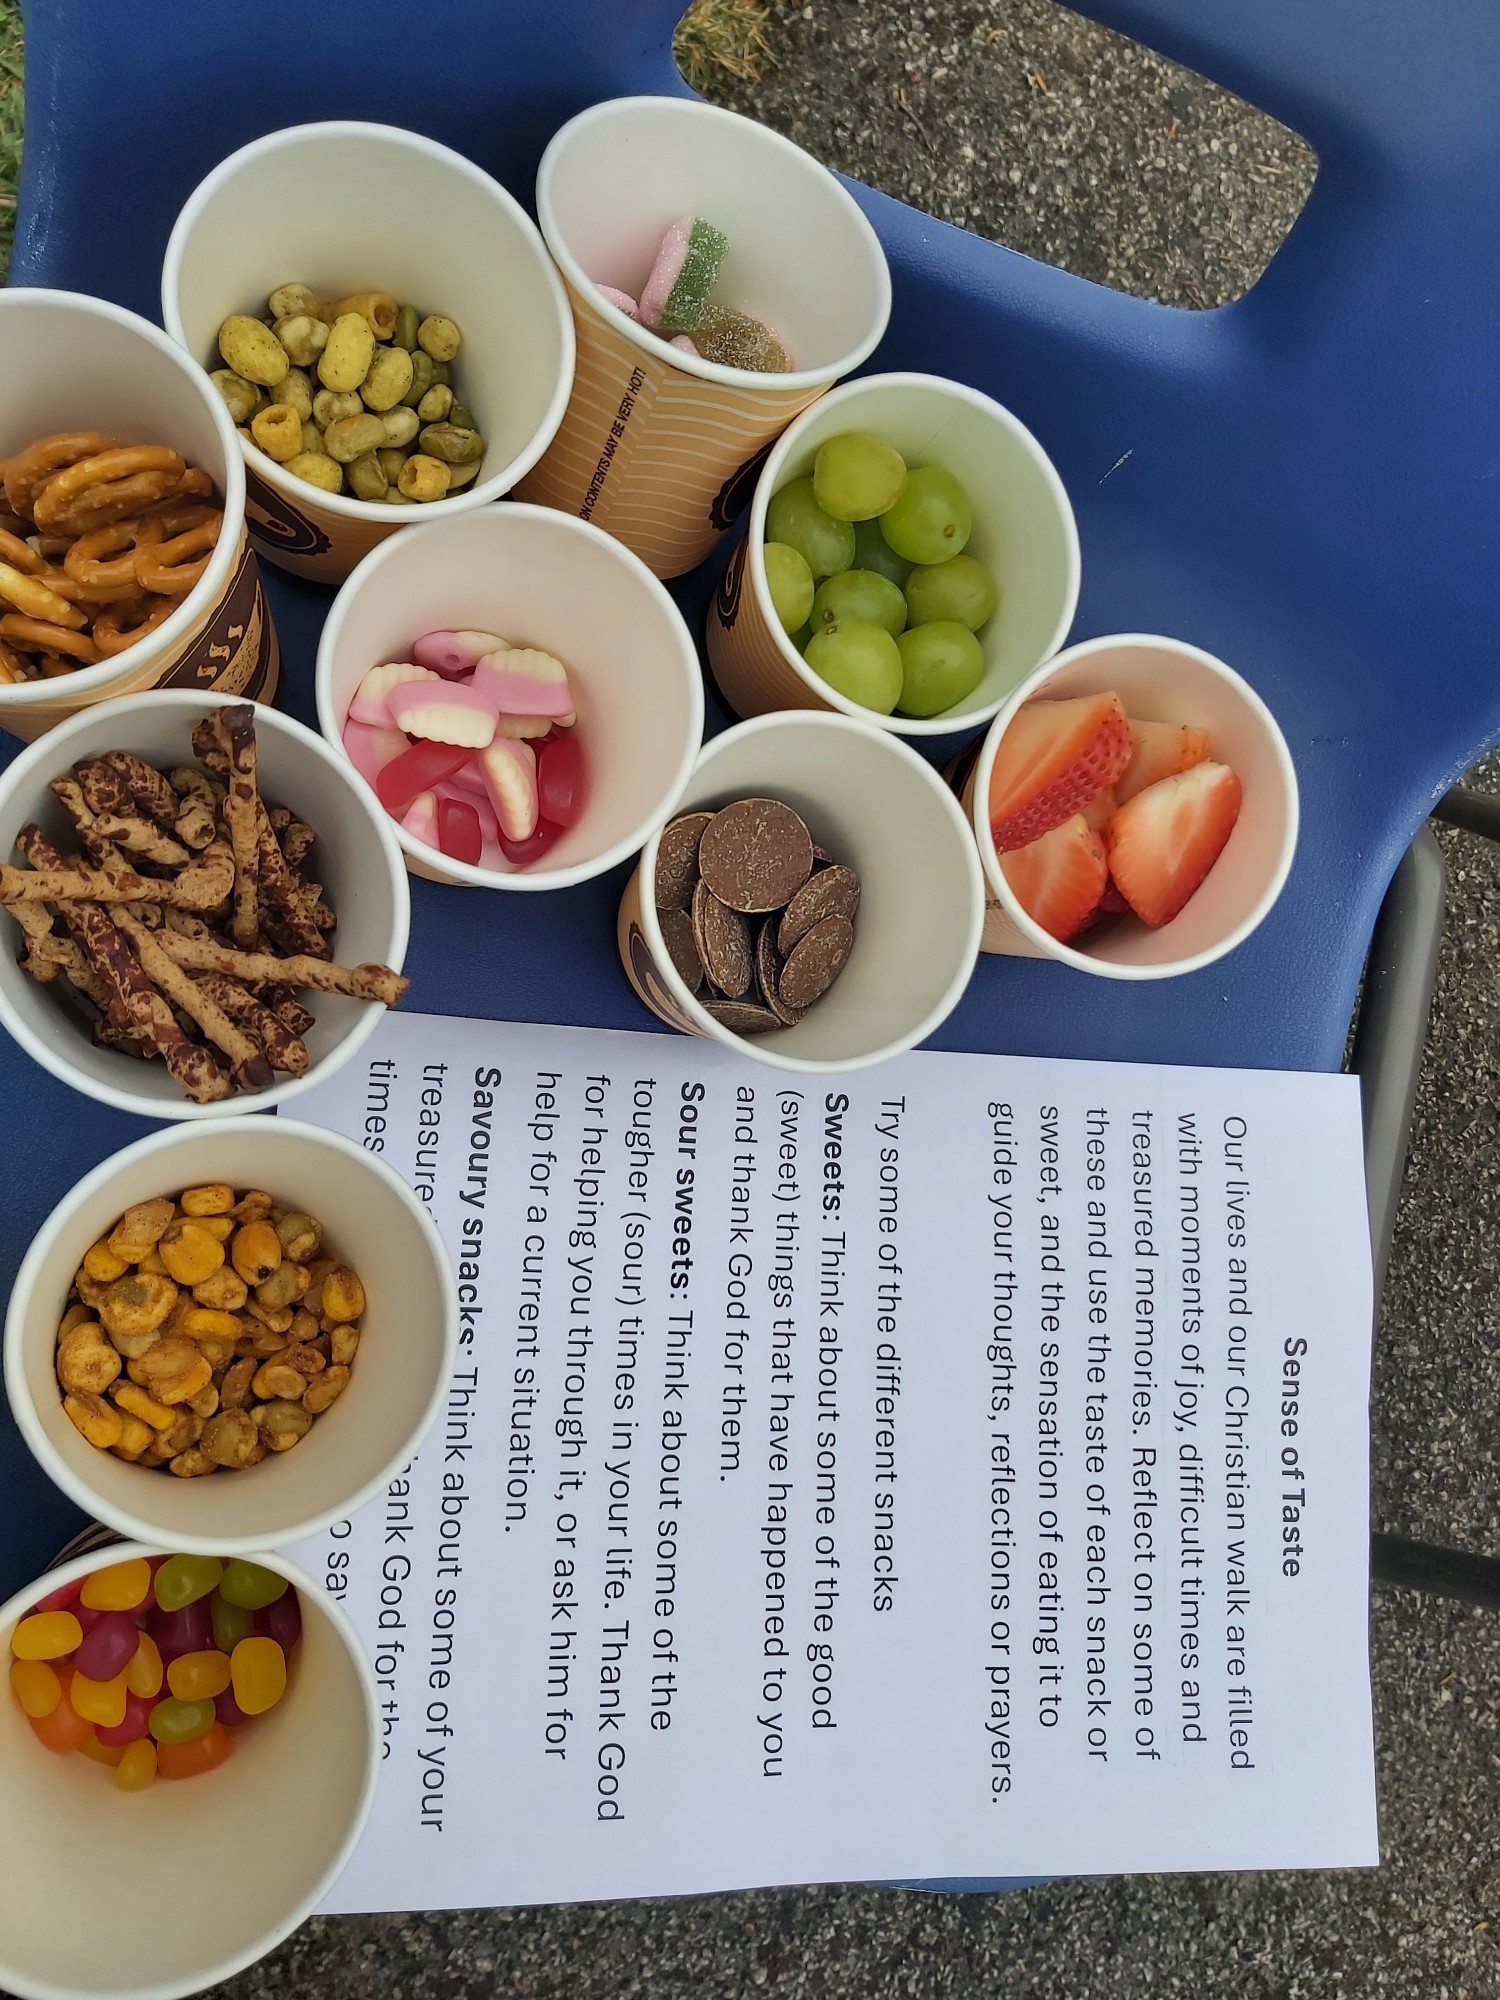 Sense of Taste
Our lives and our Christian walk are filled
with moments of joy, difficult times and
treasured memories. Reflect on some of
these and use the taste of each snack or
sweet, and the sensation of eating it to
guide your thoughts, reflections or prayers.
Try some of the different snacks
Sweets: Think about some of the good
(sweet) things that have happened to you
and thank God for them.
Sour sweets: Think about some of the
tougher (sour) times in your life. Thank God
for helping you through it, or ask him for
help for a current situation.
Savoury snacks: Think about some of your
treasure
times God for
CONTENTS MAY BE VERY HOT!